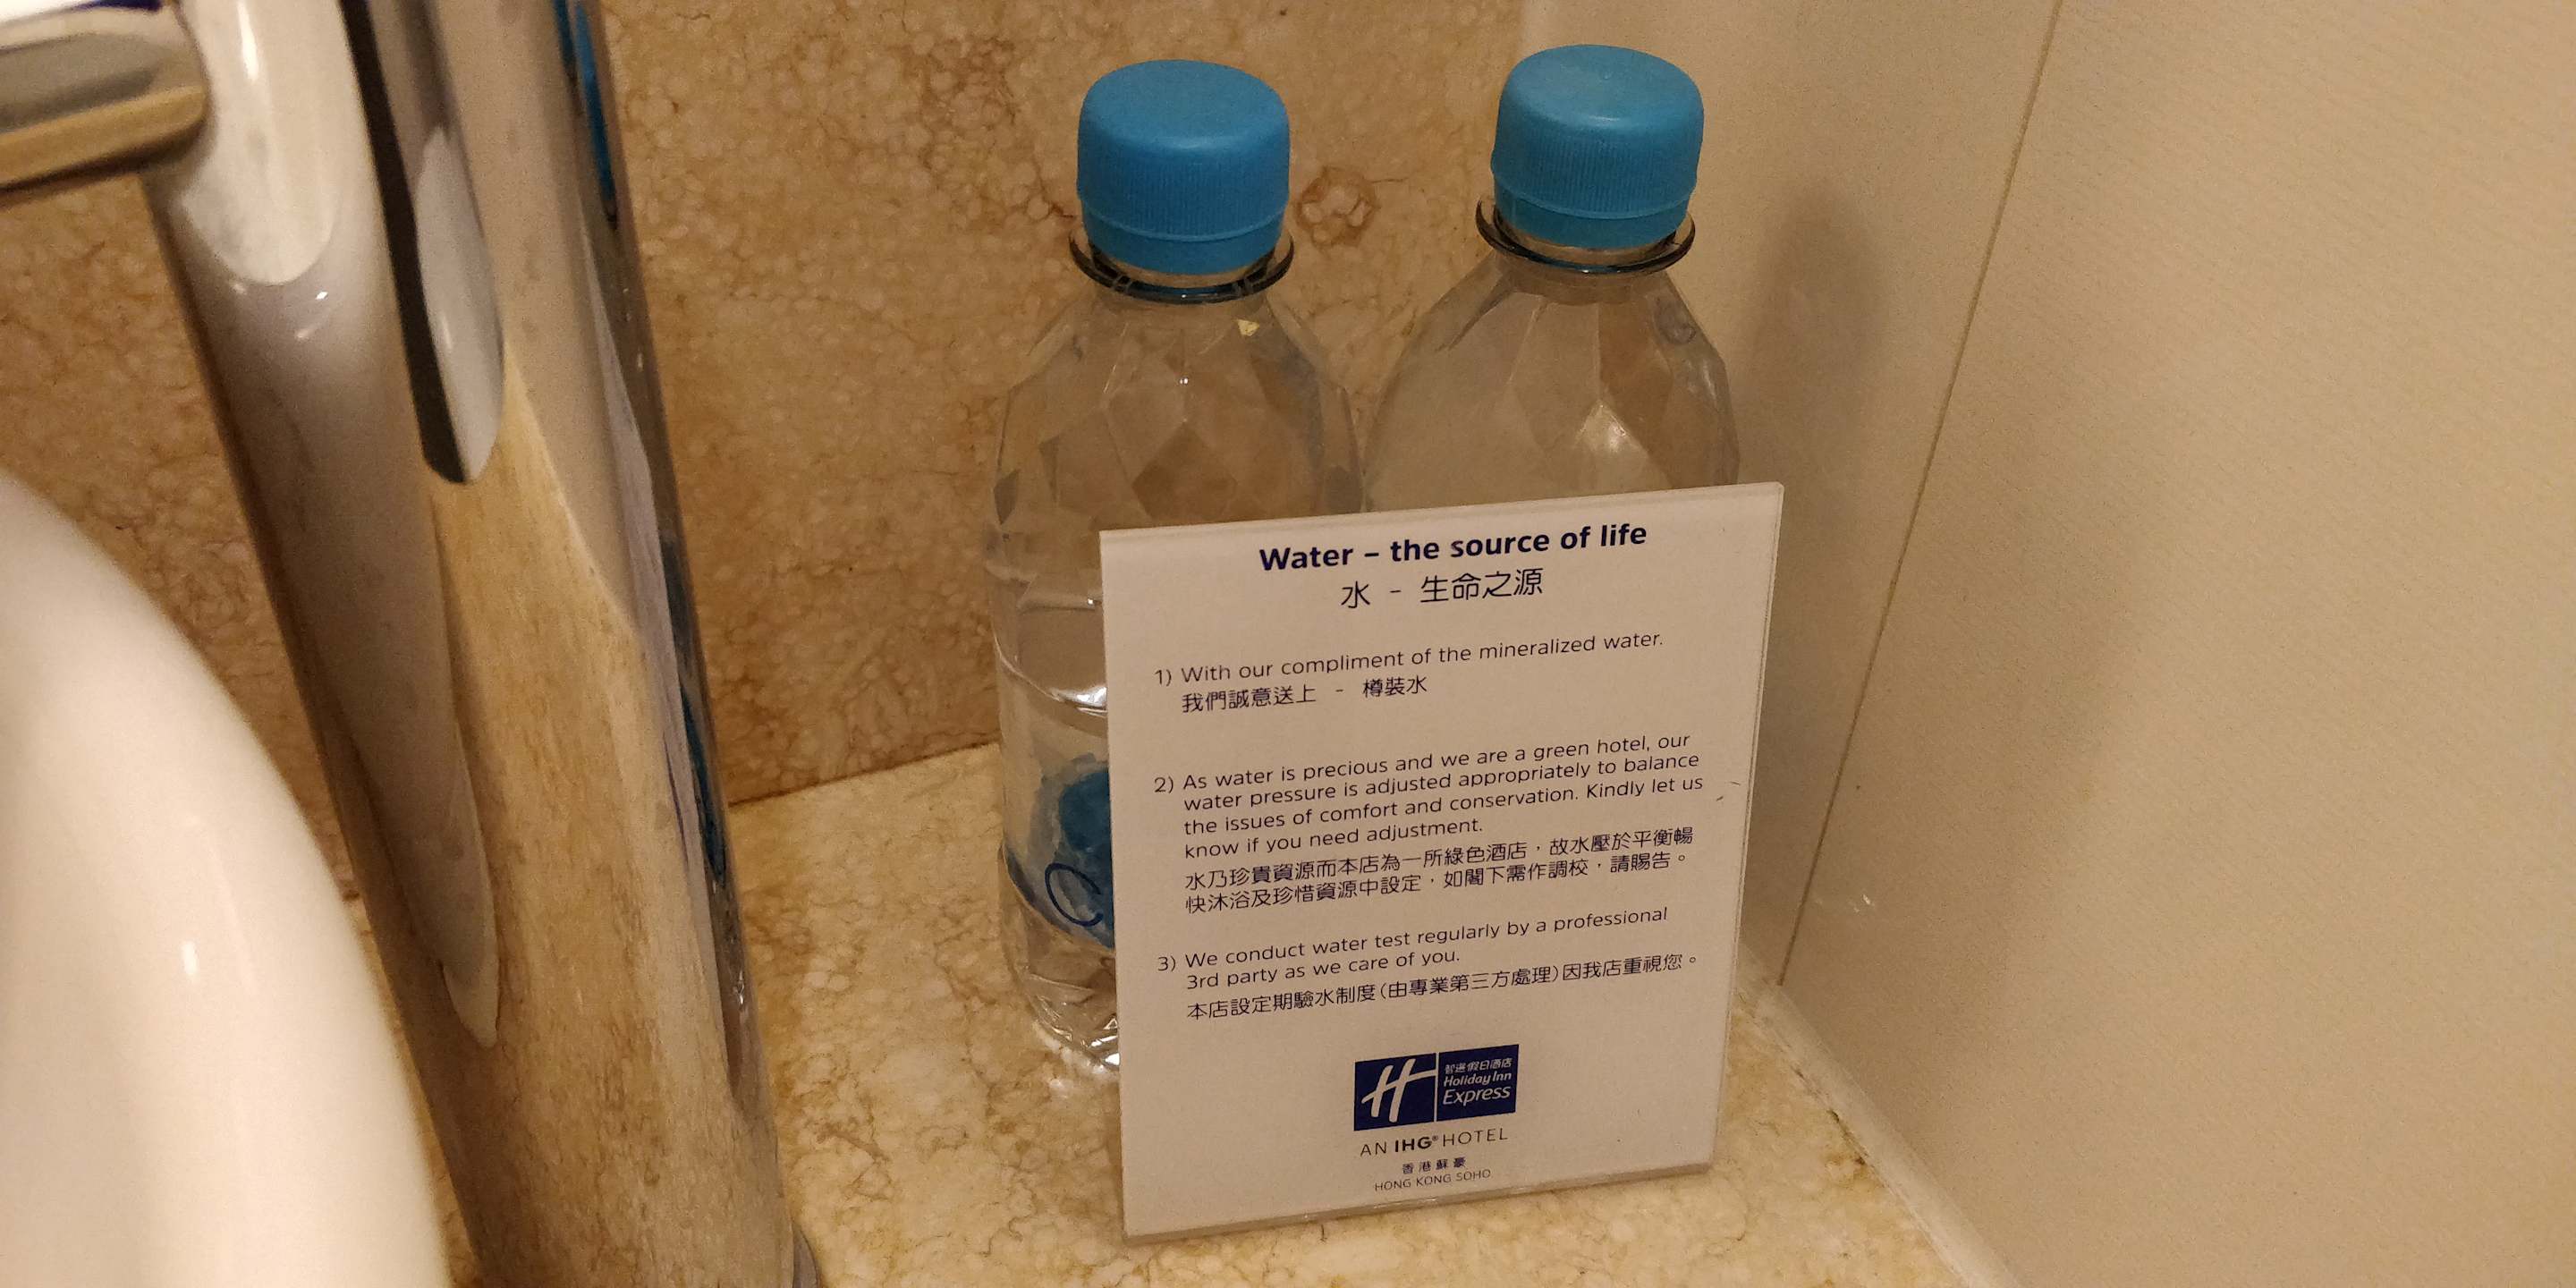 Water – the source of life
水 - 生命之源
1) With our compliment of the mineralized water.
我們誠意送上 - 樽裝水
2) As water is precious and we are a green hotel, our
water pressure is adjusted appropriately to balance
the issues of comfort and conservation. Kindly let us
know if you need adjustment.
水乃珍貴資源而本店為一所綠色酒店，故水壓於平衡暢
快沐浴及珍惜資源中設定，如閣下需作調校，請賜告。
3) We conduct water test regularly by a professional
3rd party as we care of you.
本店設定期驗水制度(由專業第三方處理)因我店重視您。
H
智選假日酒店
Holiday Inn
Express
AN IHG® HOTEL
香港蘇豪
HONG KONG SOHO